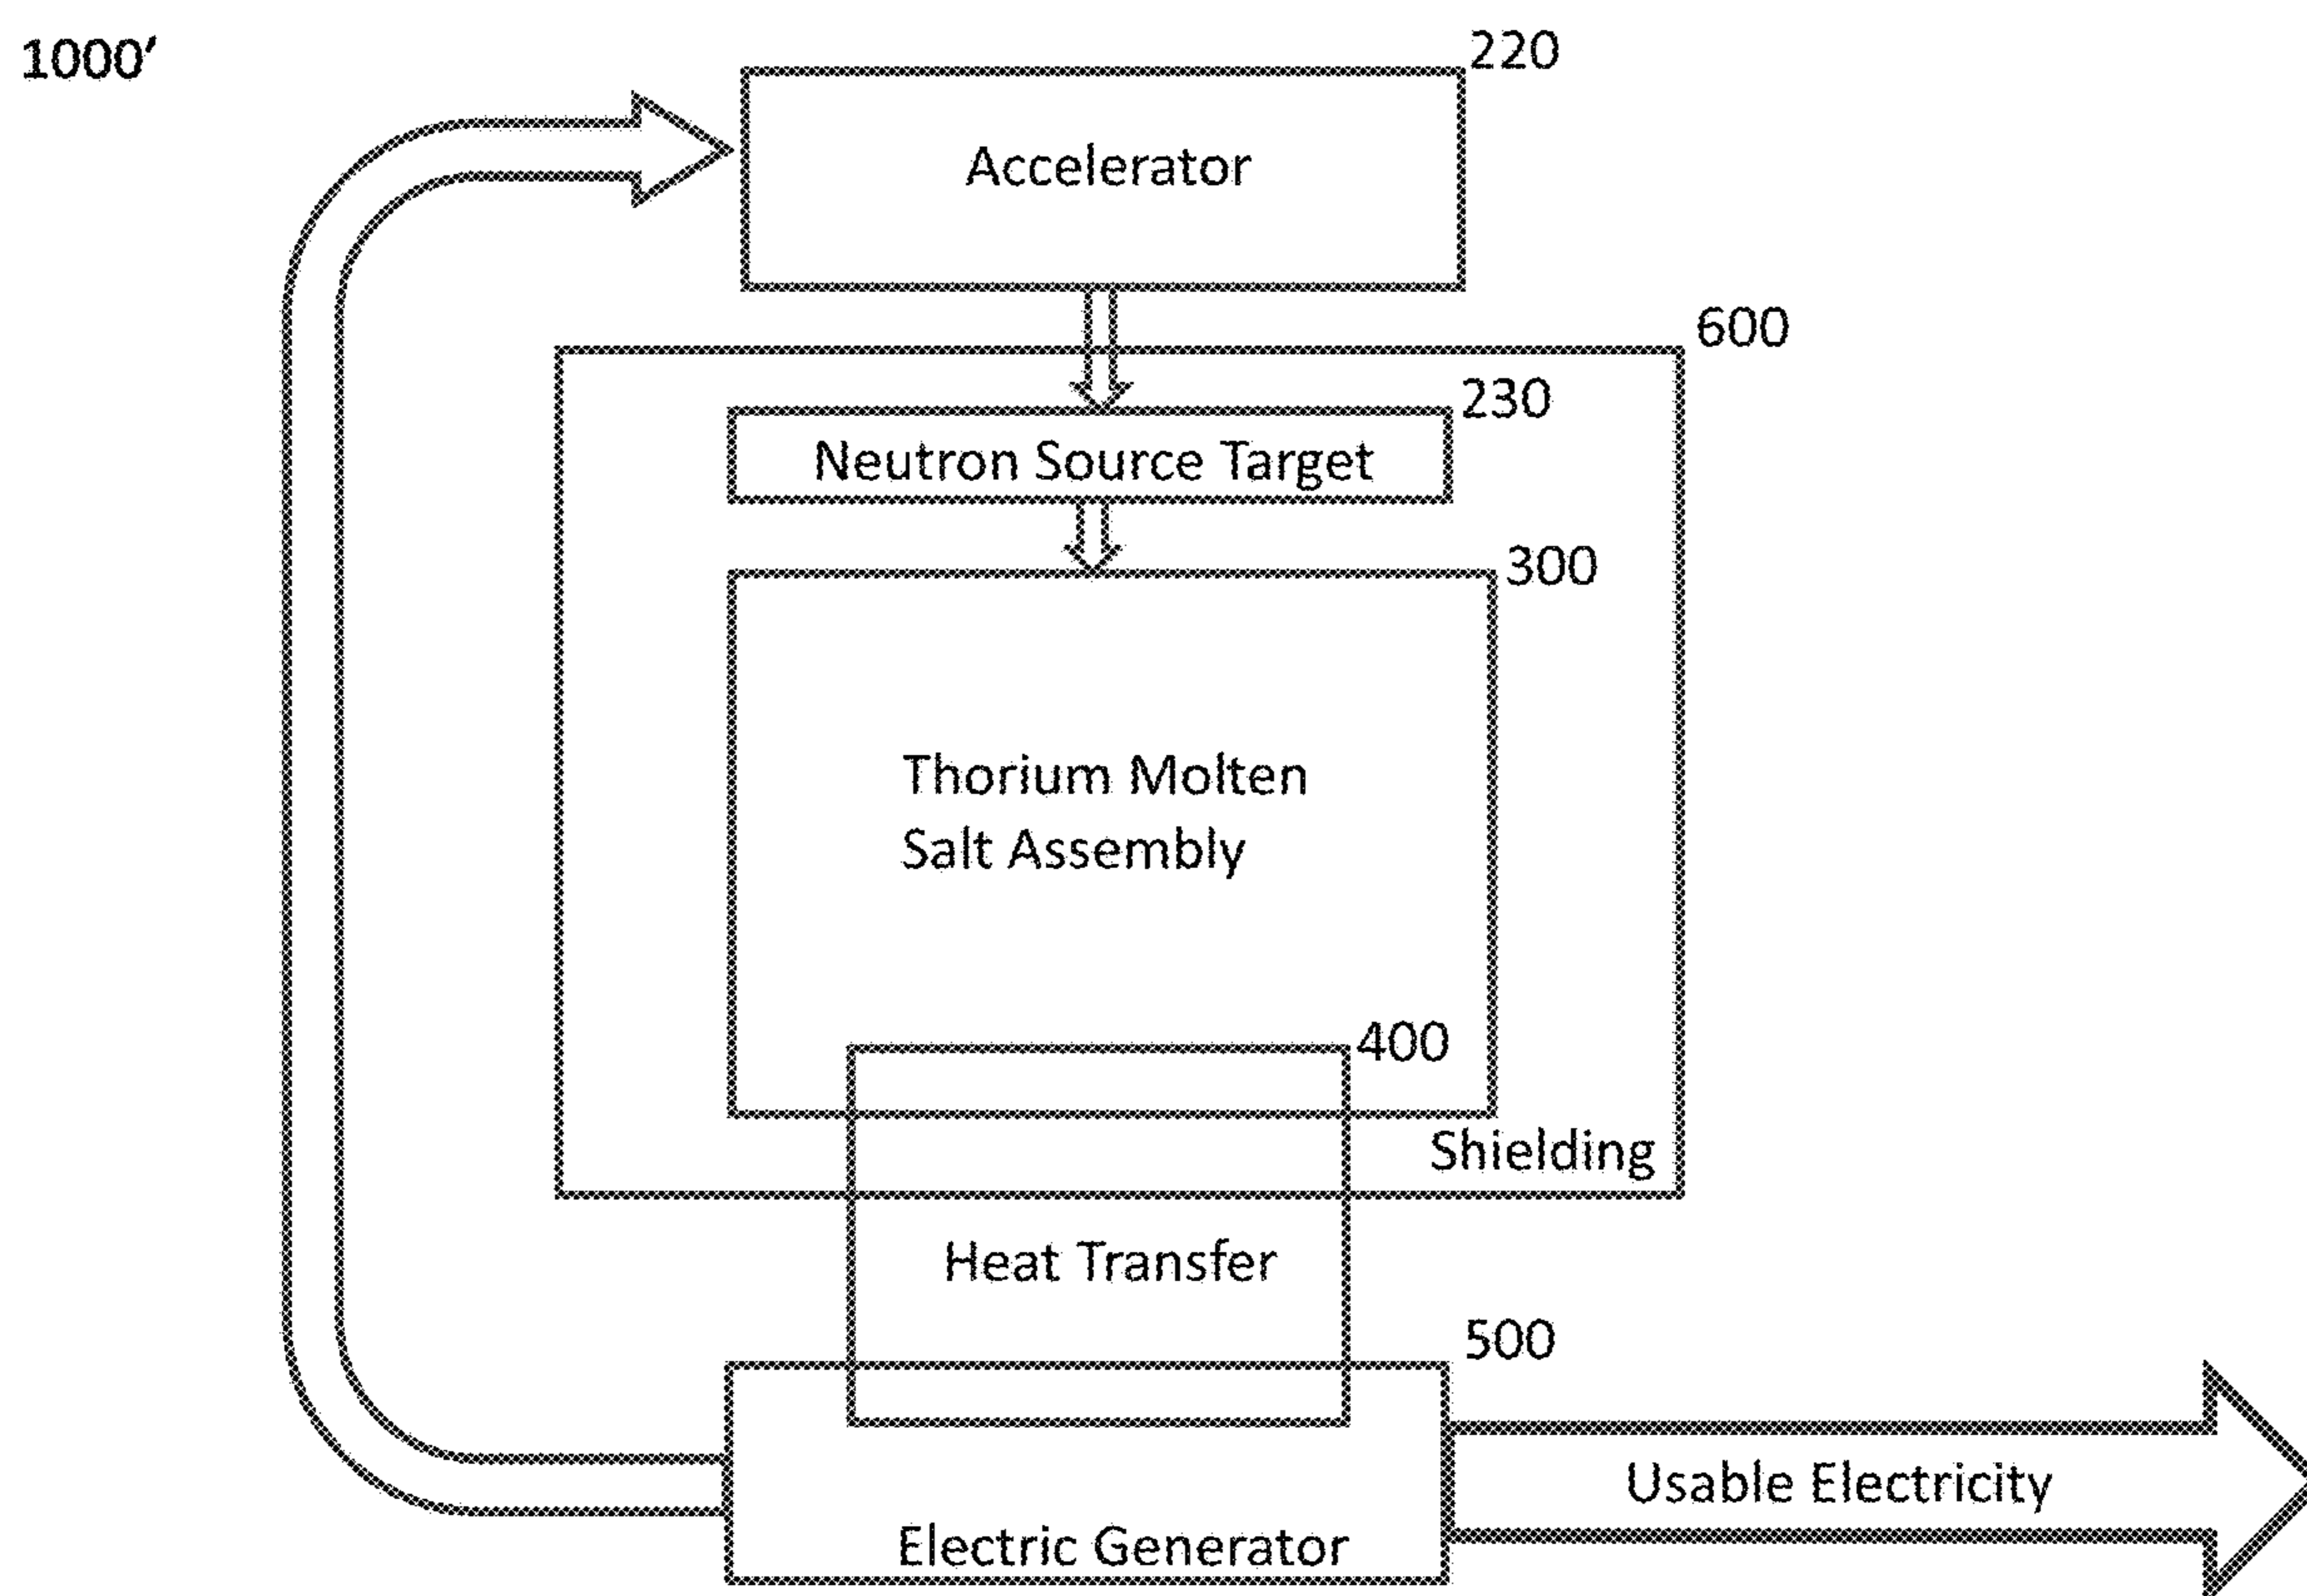 1000′
220
Accelerator
600
230
Neutron Source Target
300
Thorium Molten
Salt Assembly
400
Shielding
Heat Transfer
500
Usable Electricity
Electric Generator